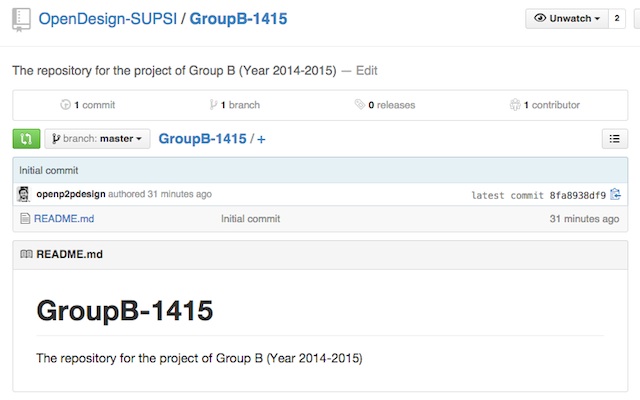 OpenDesign-SUPSI / GroupB-1415
Unwatch 2
The repository for the project of Group B (Year 2014-2015) — Edit
1 commit 1 branch 0 releases 1 contributor
branch: master GroupB-1415 / +
Initial commit
openp2pdesign authored 31 minutes ago latest commit 8fa8938df9
README.md Initial commit 31 minutes ago
README.md
GroupB-1415
The repository for the project of Group B (Year 2014-2015)